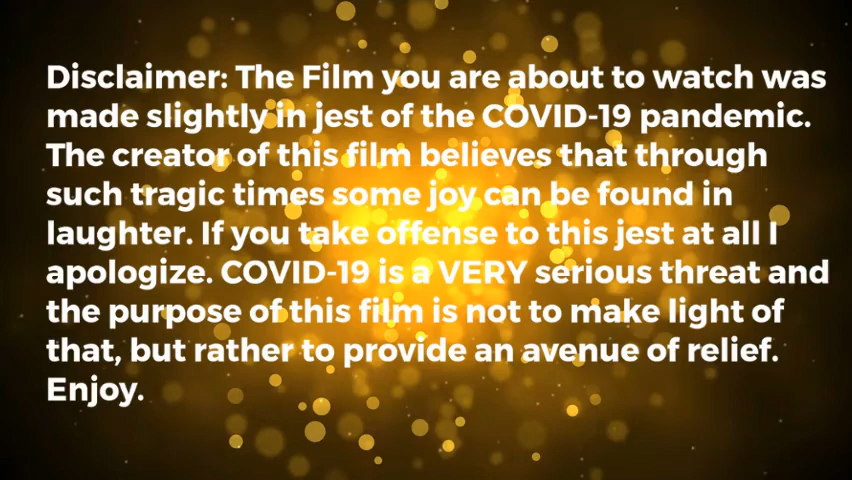 Disclaimer: The Film you are about to watch was
made slightly in jest of the COVID-19 pandemic.
The creator of this film believes that through
such tragic times some joy can be found in
laughter. If you take offense to this jest at all I
apologize. COVID-19 is a VERY serious threat and
the purpose of this film is not to make light of
that, but rather to provide an avenue of relief.
Enjoy.